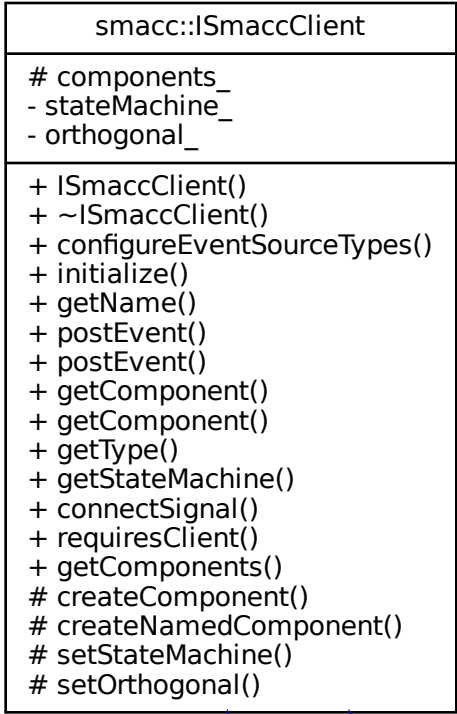 smacc::ISmaccClient
# components_
- stateMachine_
- orthogonal_
+ ISmaccClient()
+ ~ISmaccClient()
+ configureEventSourceTypes()
+ initialize()
+ getName()
+ postEvent()
+ postEvent()
+ getComponent()
+ getComponent()
+ getType()
+ getStateMachine()
+ connectSignal()
+ requiresClient()
+ getComponents()
# createComponent()
# createNamedComponent()
# setStateMachine()
# setOrthogonal()